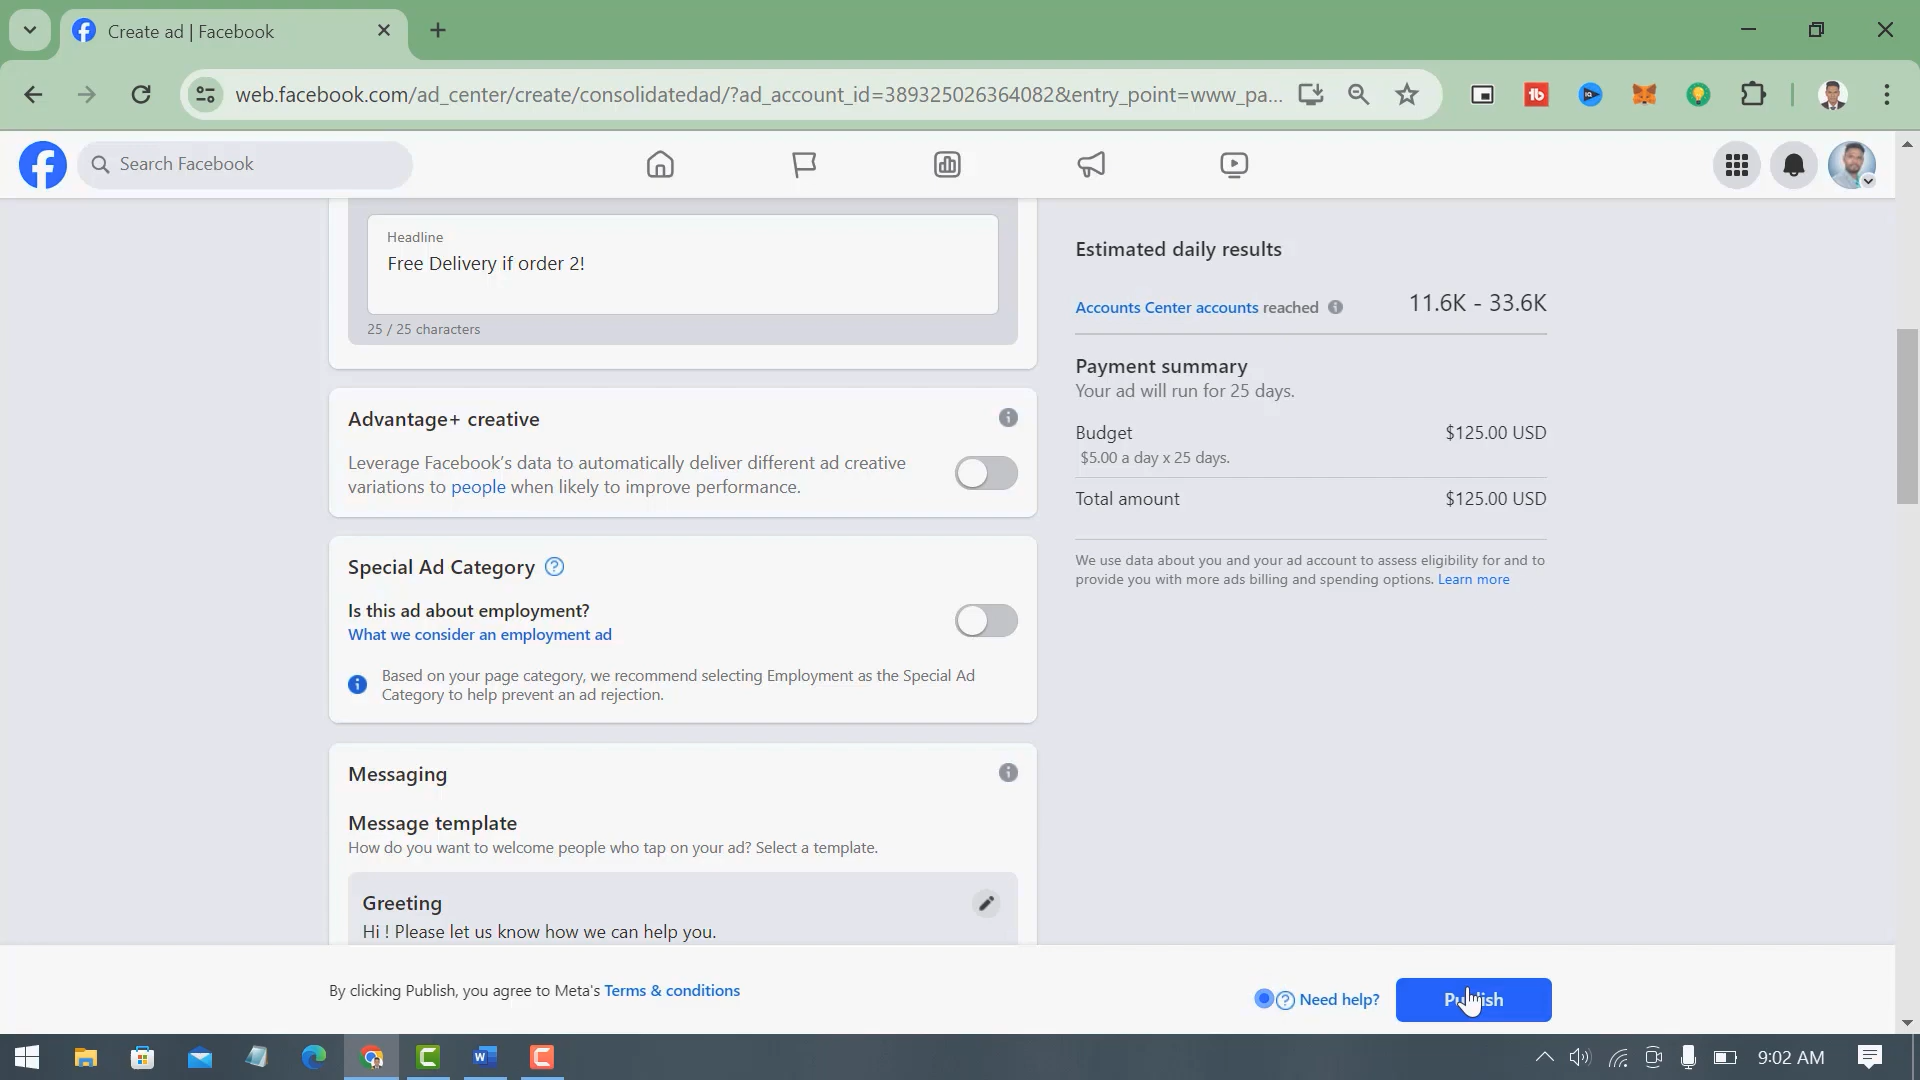 Create ad | Facebook
web.facebook.com/ad_center/create/consolidatedad/?ad_account_id=389325026364082&entry_point=www_pa...
Search Facebook
Headline
Free Delivery if order 2!
25 / 25 characters
Advantage+ creative
Leverage Facebook's data to automatically deliver different ad creative
variations to people when likely to improve performance.
Special Ad Category
Is this ad about employment?
What we consider an employment ad
Based on your page category, we recommend selecting Employment as the Special Ad
Category to help prevent an ad rejection.
Messaging
Message template
How do you want to welcome people who tap on your ad? Select a template.
Greeting
Hi ! Please let us know how we can help you.
Estimated daily results
Accounts Center accounts reached 11.6K - 33.6K
Payment summary
Your ad will run for 25 days.
Budget $125.00 USD
$5.00 a day x 25 days.
Total amount $125.00 USD
We use data about you and your ad account to assess eligibility for and to
provide you with more ads billing and spending options. Learn more
By clicking Publish, you agree to Meta's Terms & conditions
Need help?
Publish
9:02 AM